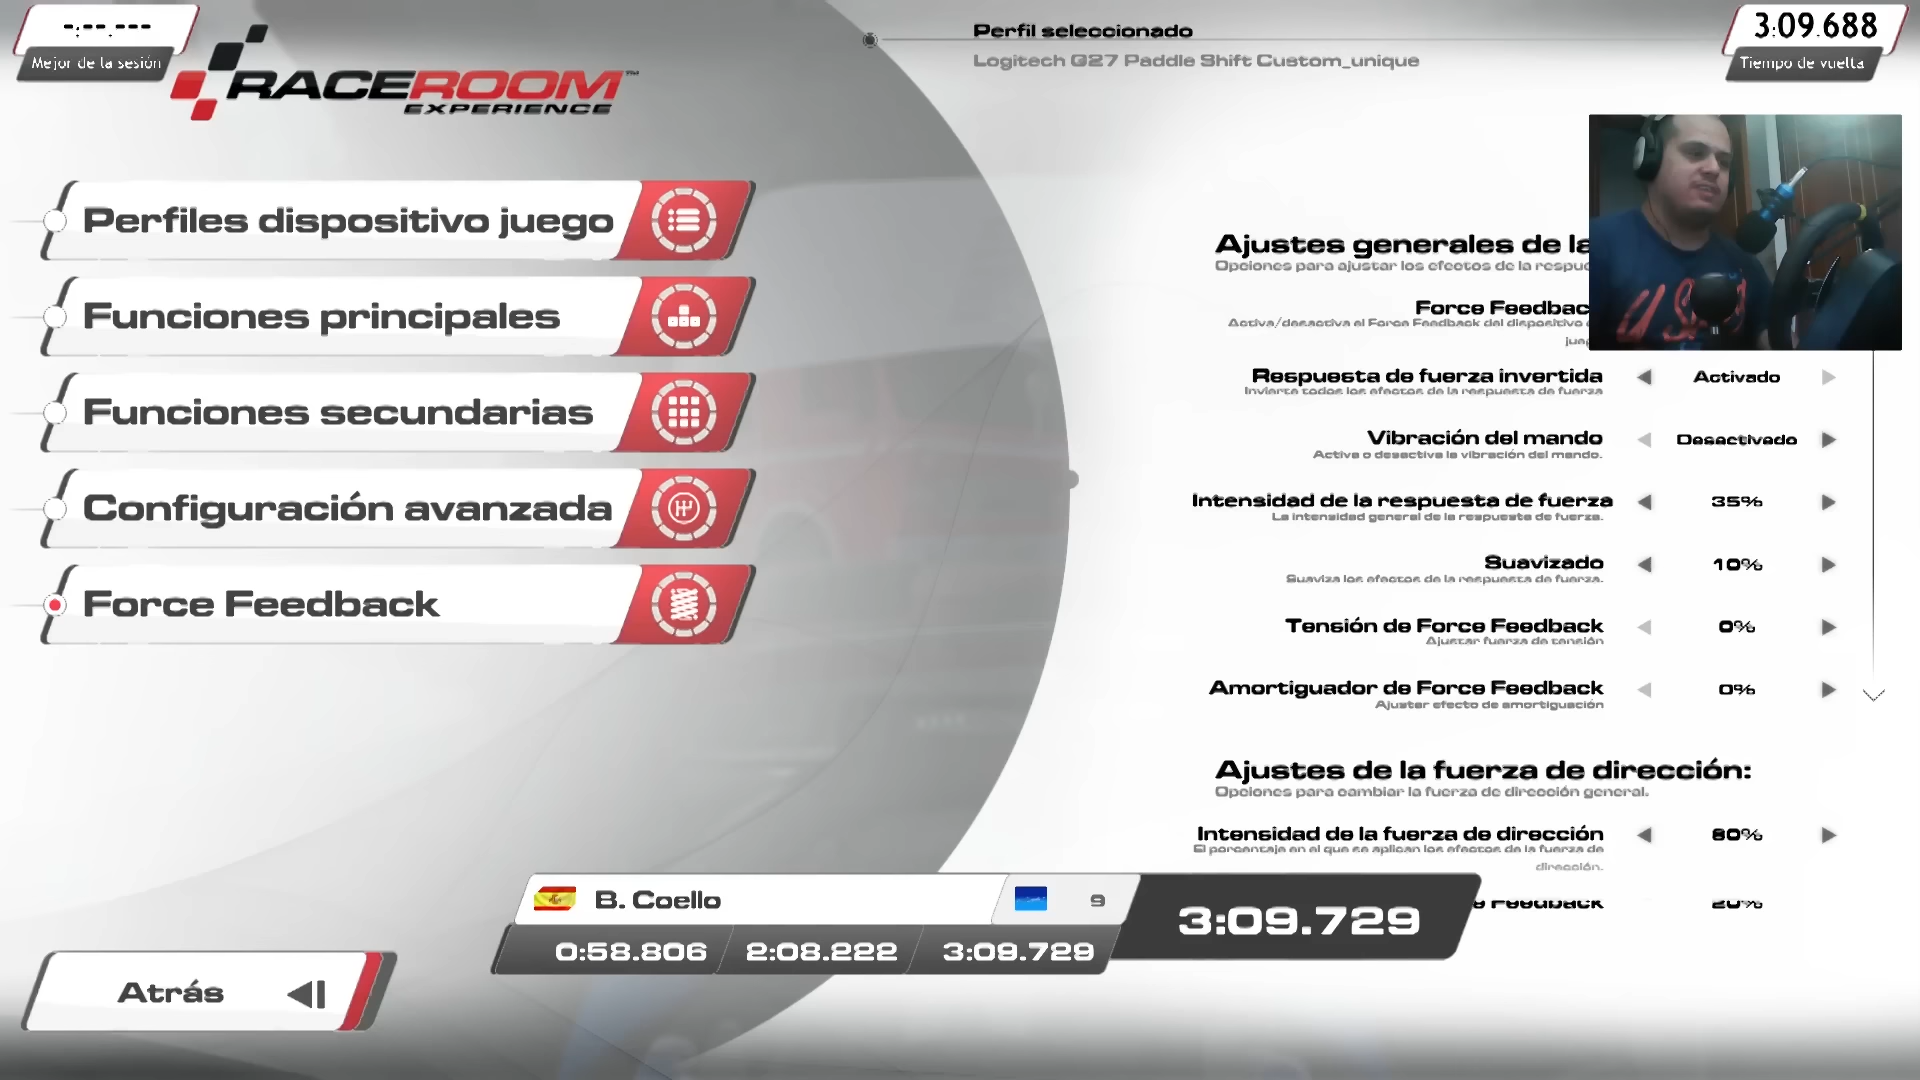 -:--.---
Mejor de la sesión
RACEROOM™
EXPERIENCE
Perfil seleccionado
Logitech G27 Paddle Shift Custom_unique
3:09.688
Tiempo de vuelta
Perfiles dispositivo juego
Funciones principales
Funciones secundarias
Configuración avanzada
Force Feedback
Ajustes generales de la
Opciones para ajustar los efectos de la
Force Feedback
Activa/desactiva el Force Feedback del dispositivo
Respuesta de fuerza invertida
Activado
Invierte todos los efectos de la respuesta de fuerza
Vibración del mando
Desactivado
Activa o desactiva la vibración del mando.
Intensidad de la respuesta de fuerza
35%
La intensidad general de la respuesta de fuerza.
Suavizado
10%
Suaviza los efectos de la respuesta de fuerza.
Tensión de Force Feedback
0%
Ajustar fuerza de tensión
Amortiguador de Force Feedback
0%
Ajustar efecto de amortiguación
Ajustes de la fuerza de dirección:
Opciones para cambiar la fuerza de dirección general.
Intensidad de la fuerza de dirección
80%
El porcentaje en el que se aplican los efectos de la fuerza de
dirección.
Feedback
20%
B. Coello
9
3:09.729
0:58.806
2:08.222
3:09.729
Atrás